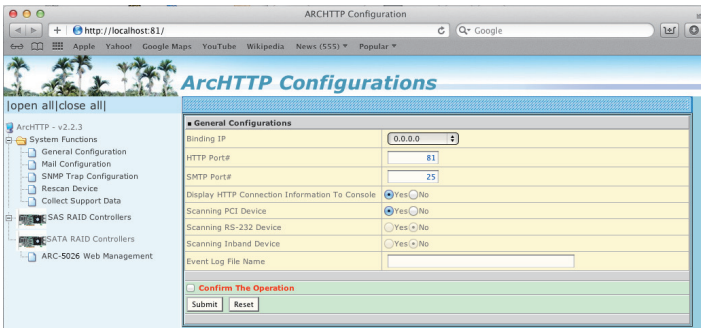 ARCHTTP Configuration
http://localhost:81/
Google
Apple Yahoo! Google Maps YouTube Wikipedia News (555) Popular
ArcHTTP Configurations
|open all|close all|
ArcHTTP - v2.2.3
System Functions
General Configuration
Mail Configuration
SNMP Trap Configuration
Rescan Device
Collect Support Data
SAS RAID Controllers
SATA RAID Controllers
ARC-5026 Web Management
General Configurations
Binding IP 0.0.0.0
HTTP Port# 81
SMTP Port# 25
Display HTTP Connection Information To Console Yes No
Scanning PCI Device Yes No
Scanning RS-232 Device Yes No
Scanning Inband Device Yes No
Event Log File Name
Confirm The Operation
Submit Reset